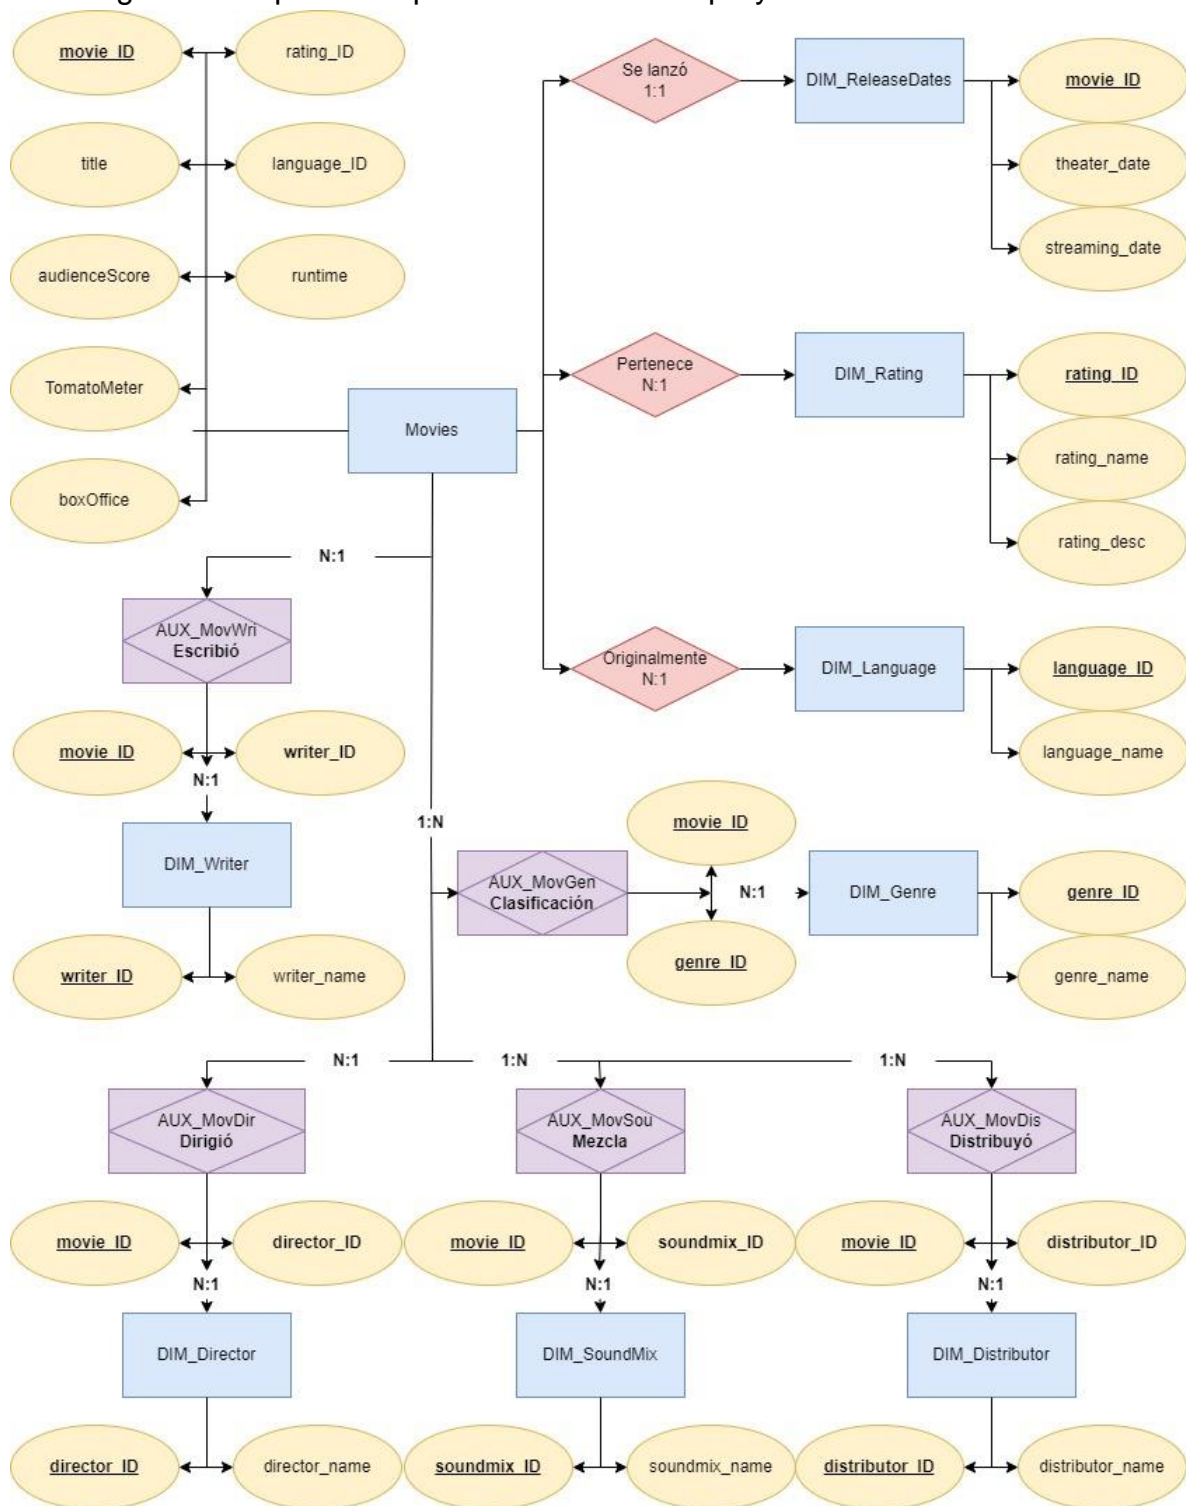 movie_ID
rating_ID
title
language_ID
audienceScore
runtime
TomatoMeter
boxOffice
Movies
Se lanzó
1:1
DIM_ReleaseDates
movie_ID
theater_date
streaming_date
Pertenece
N:1
DIM_Rating
rating_ID
rating_name
rating_desc
Originalmente
N:1
DIM_Language
language_ID
language_name
N:1
AUX_MovWri
Escribió
movie_ID
writer_ID
N:1
DIM_Writer
writer_ID
writer_name
1:N
AUX_MovGen
Clasificación
movie_ID
genre_ID
N:1
DIM_Genre
genre_ID
genre_name
N:1
1:N
1:N
AUX_MovDir
Dirigió
movie_ID
director_ID
N:1
DIM_Director
director_ID
director_name
AUX_MovSou
Mezcla
movie_ID
soundmix_ID
N:1
DIM_SoundMix
soundmix_ID
soundmix_name
AUX_MovDis
Distribuyó
movie_ID
distributor_ID
N:1
DIM_Distributor
distributor_ID
distributor_name